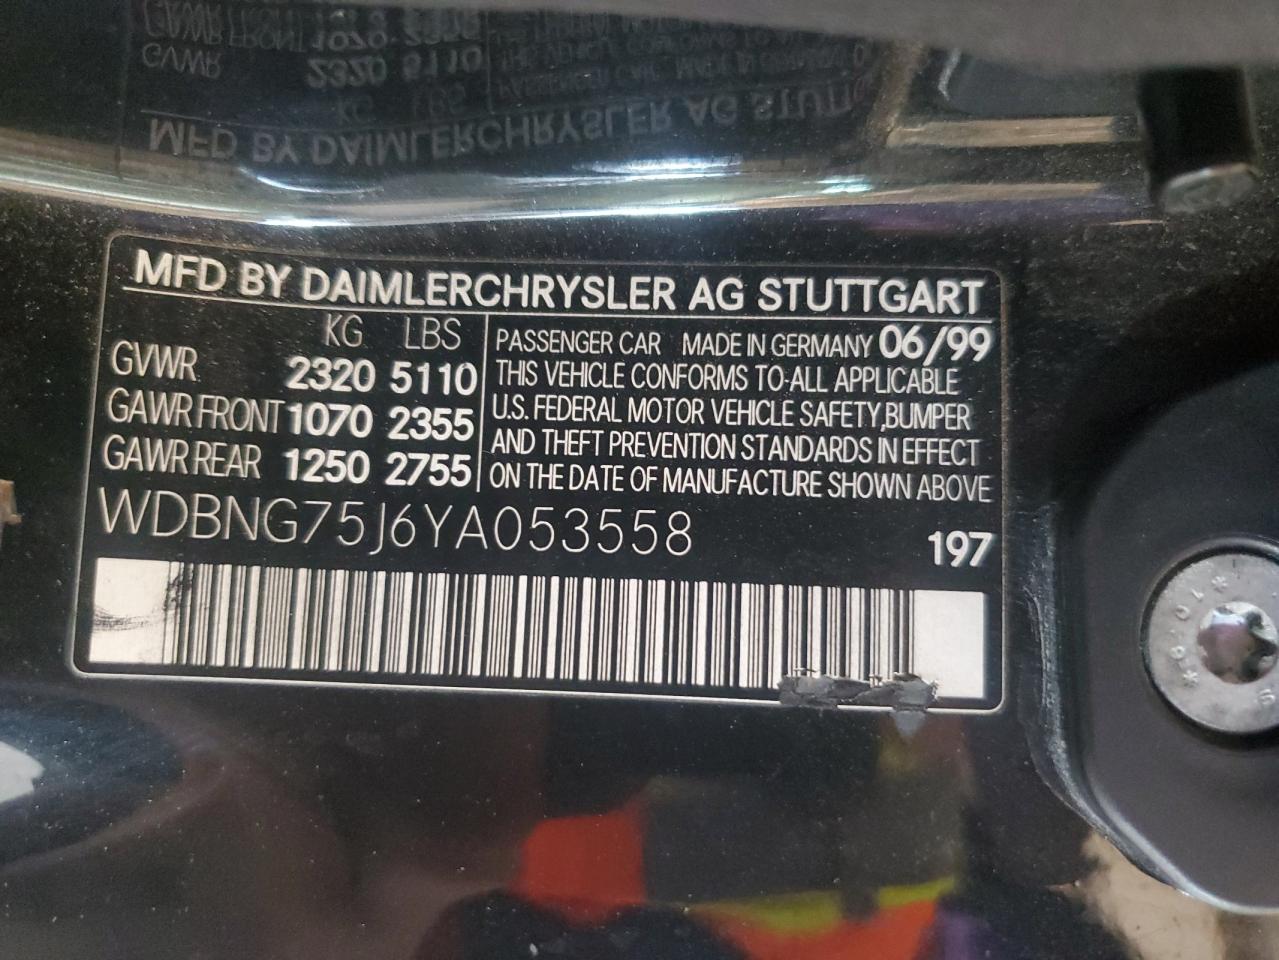 MFD BY DAIMLERCHRYSLER AG STUTTGART
KG LBS
GVWR 2320 5110
GAWR FRONT 1070 2355
GAWR REAR 1250 2755
PASSENGER CAR MADE IN GERMANY 06/99
THIS VEHICLE CONFORMS TO ALL APPLICABLE
U.S. FEDERAL MOTOR VEHICLE SAFETY, BUMPER
AND THEFT PREVENTION STANDARDS IN EFFECT
ON THE DATE OF MANUFACTURE SHOWN ABOVE
WDBNG75J6YA053558
197